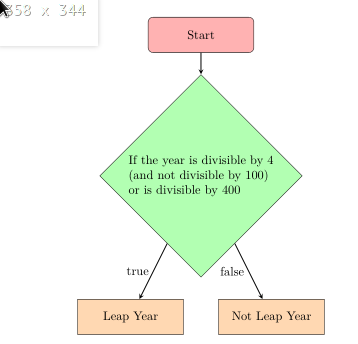 358 x 344
Start
If the year is divisible by 4
(and not divisible by 100)
or is divisible by 400
true
false
Leap Year
Not Leap Year